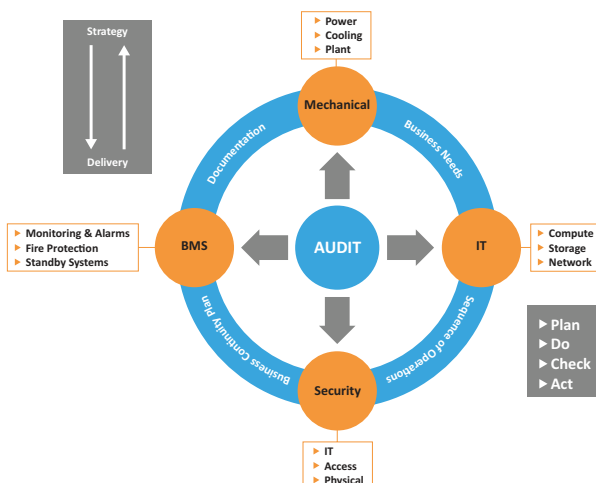 Strategy
Delivery
Power
Cooling
Plant
Mechanical
Documentation
Business Needs
Monitoring & Alarms
Fire Protection
Standby Systems
BMS
AUDIT
IT
Compute
Storage
Network
Business Continuity Plan
Sequence of Operations
Plan
Do
Check
Act
Security
IT
Access
Physical